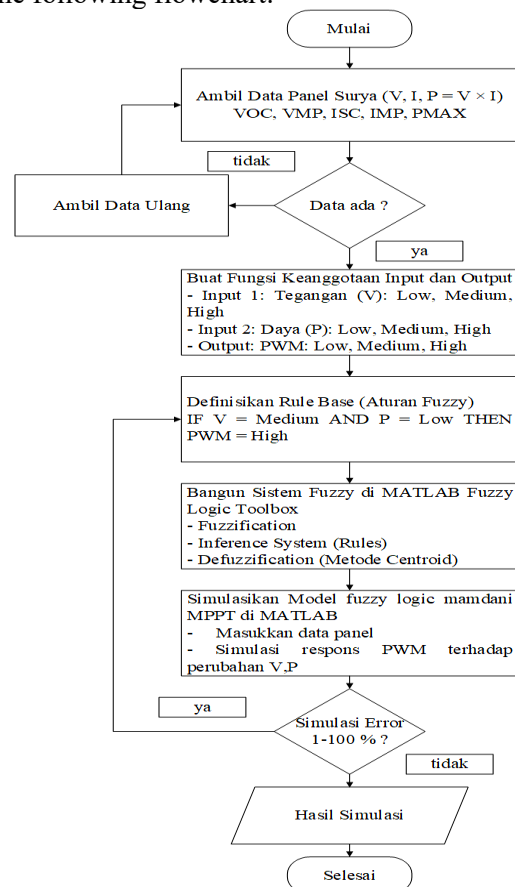 the following flowchart:
Mulai
Ambil Data Panel Surya (V, I, P = V × I)
VOC, VMP, ISC, IMP, PMAX
tidak
Ambil Data Ulang
Data ada ?
ya
Buat Fungsi Keanggotaan Input dan Output
- Input 1: Tegangan (V): Low, Medium,
High
- Input 2: Daya (P): Low, Medium, High
- Output: PWM: Low, Medium, High
Definisikan Rule Base (Aturan Fuzzy)
IF V = Medium AND P = Low THEN
PWM = High
Bangun Sistem Fuzzy di MATLAB Fuzzy
Logic Toolbox
- Fuzzification
- Inference System (Rules)
- Defuzzification (Metode Centroid)
Simulasikan Model fuzzy logic mamdani
MPPT di MATLAB
- Masukkan data panel
- Simulasi respons PWM terhadap
perubahan V,P
ya
Simulasi Error
1-100 % ?
tidak
Hasil Simulasi
Selesai